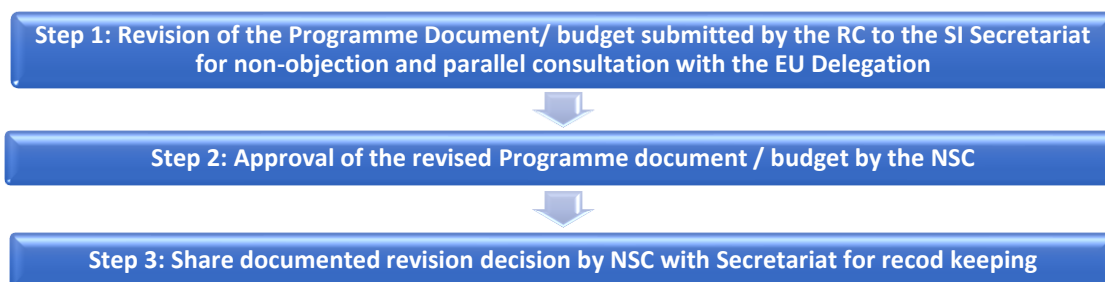 Step 1: Revision of the Programme Document/ budget submitted by the RC to the SI Secretariat
for non-objection and parallel consultation with the EU Delegation
Step 2: Approval of the revised Programme document / budget by the NSC
Step 3: Share documented revision decision by NSC with Secretariat for recod keeping